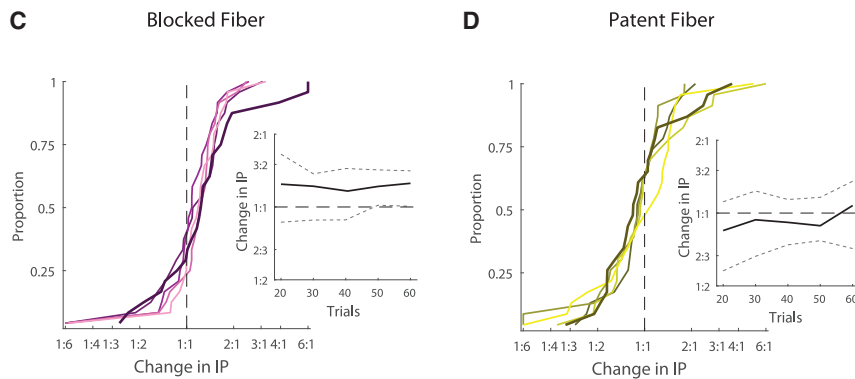 C
Blocked Fiber
1
0.75
0.5
0.25
Proportion
1:6 1:4 1:3 1:2 1:1 2:1 3:1 4:1 6:1
Change in IP
2:1
3:2
1:1
2:3
1:2
Change in IP
20 30 40 50 60
Trials
D
Patent Fiber
1
0.75
0.5
0.25
Proportion
1:6 1:4 1:3 1:2 1:1 2:1 3:1 4:1 6:1
Change in IP
2:1
3:2
1:1
2:3
1:2
Change in IP
20 30 40 50 60
Trials